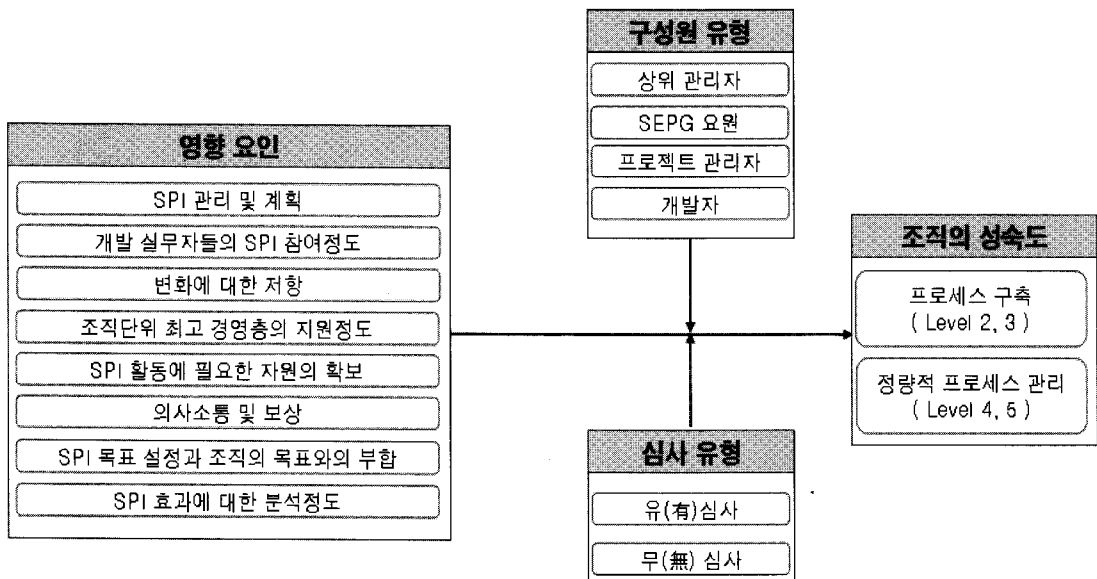 구성원 유형
상위 관리자
SEPG 요원
프로젝트 관리자
개발자
영향 요인
SPI 관리 및 계획
개발 실무자들의 SPI 참여정도
변화에 대한 저항
조직단위 최고 경영층의 지원정도
SPI 활동에 필요한 자원의 확보
의사소통 및 보상
SPI 목표 설정과 조직의 목표와의 부합
SPI 효과에 대한 분석정도
조직의 성숙도
프로세스 구축
( Level 2, 3 )
정량적 프로세스 관리
( Level 4, 5 )
심사 유형
유(有)심사
무(無) 심사